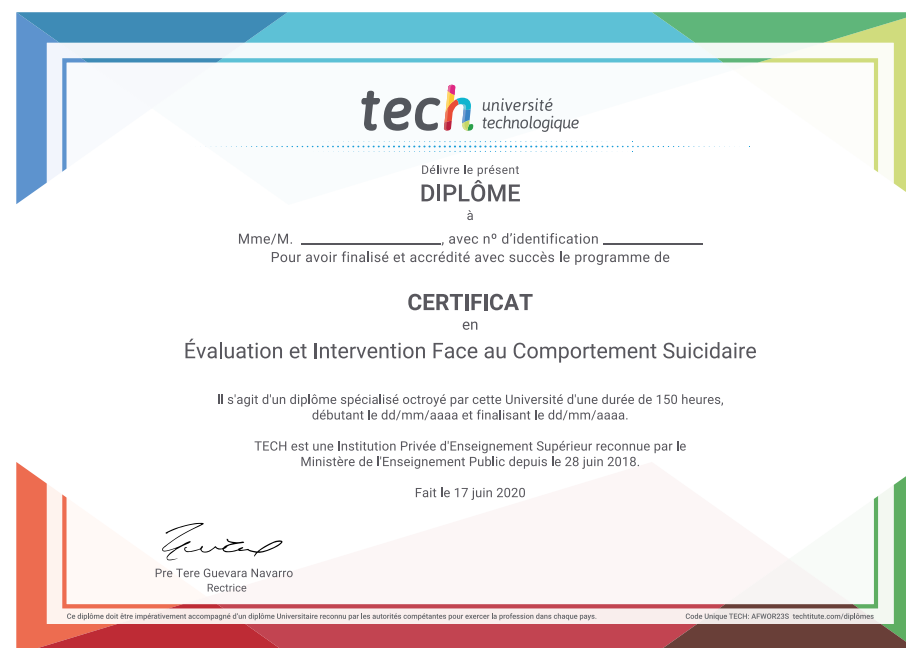 tech université
technologique
Délivre le présent
DIPLÔME
à
Mme/M. ____________________, avec nº d'identification ______________
Pour avoir finalisé et accrédité avec succès le programme de
CERTIFICAT
en
Évaluation et Intervention Face au Comportement Suicidaire
Il s'agit d'un diplôme spécialisé octroyé par cette Université d'une durée de 150 heures,
débutant le dd/mm/aaaa et finalisant le dd/mm/aaaa.
TECH est une Institution Privée d'Enseignement Supérieur reconnue par le
Ministère de l'Enseignement Public depuis le 28 juin 2018.
Fait le 17 juin 2020
Pre Tere Guevara Navarro
Rectrice
Ce diplôme doit être impérativement accompagné d'un diplôme Universitaire reconnu par les autorités compétantes pour exercer la profession dans chaque pays.
Code Unique TECH: AFWOR23S techtitute.com/diplômes